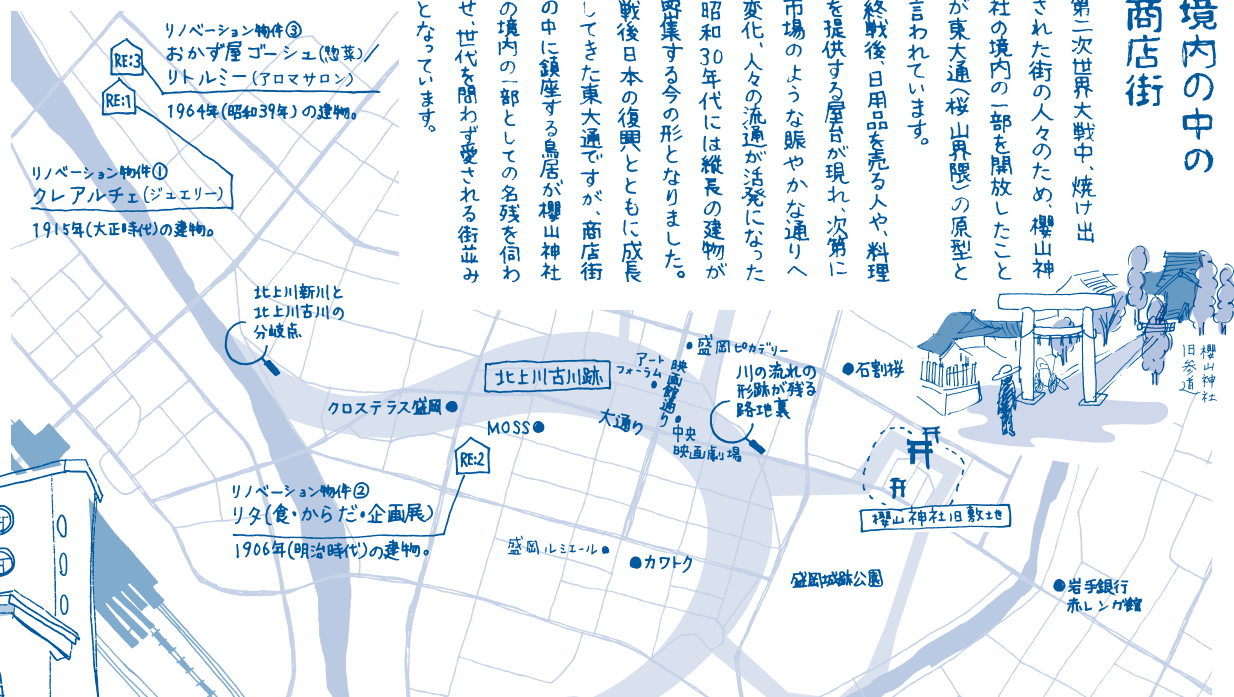 境内の中の
商店街
第二次世界大戦中、焼け出
された街の人々のため、櫻山神
社の境内の一部を開放したこと
が東大通(桜山界隈)の原型と
言われています。
終戦後、日用品を売る人や、料理
を提供する屋台が現れ、次第に
市場のような賑やかな通りへ
変化、人々の流通が活発になった
昭和30年代には縦長の建物が
密集する今の形となりました。
戦後日本の復興とともに成長
してきた東大通ですが、商店街
の中に鎮座する鳥居が櫻山神社
の境内の一部としての名残を伺わ
せ、世代を問わず愛される街並み
となっています。
リノベーション物件③
RE:3
おかず屋ゴーシュ(惣菜)/
リトルミー(アロマサロン)
1964年(昭和39年)の建物。
RE:1
リノベーション物件①
クレアルチェ(ジュエリー)
1915年(大正時代)の建物。
北上川新川と
北上川古川の
分岐点
北上川古川跡
クロステラス盛岡
MOSS
RE:2
リノベーション物件②
リタ(食・からだ・企画展)
1906年(明治時代)の建物。
アート
フォーラム
映画館通り
大通り
盛岡ピカデリー
川の流れの
形跡が残る
路地裏
中央
映画劇場
石割桜
櫻山神社
旧参道
櫻山神社旧敷地
盛岡ルミエール
カワトク
盛岡城跡公園
岩手銀行
赤レンガ館